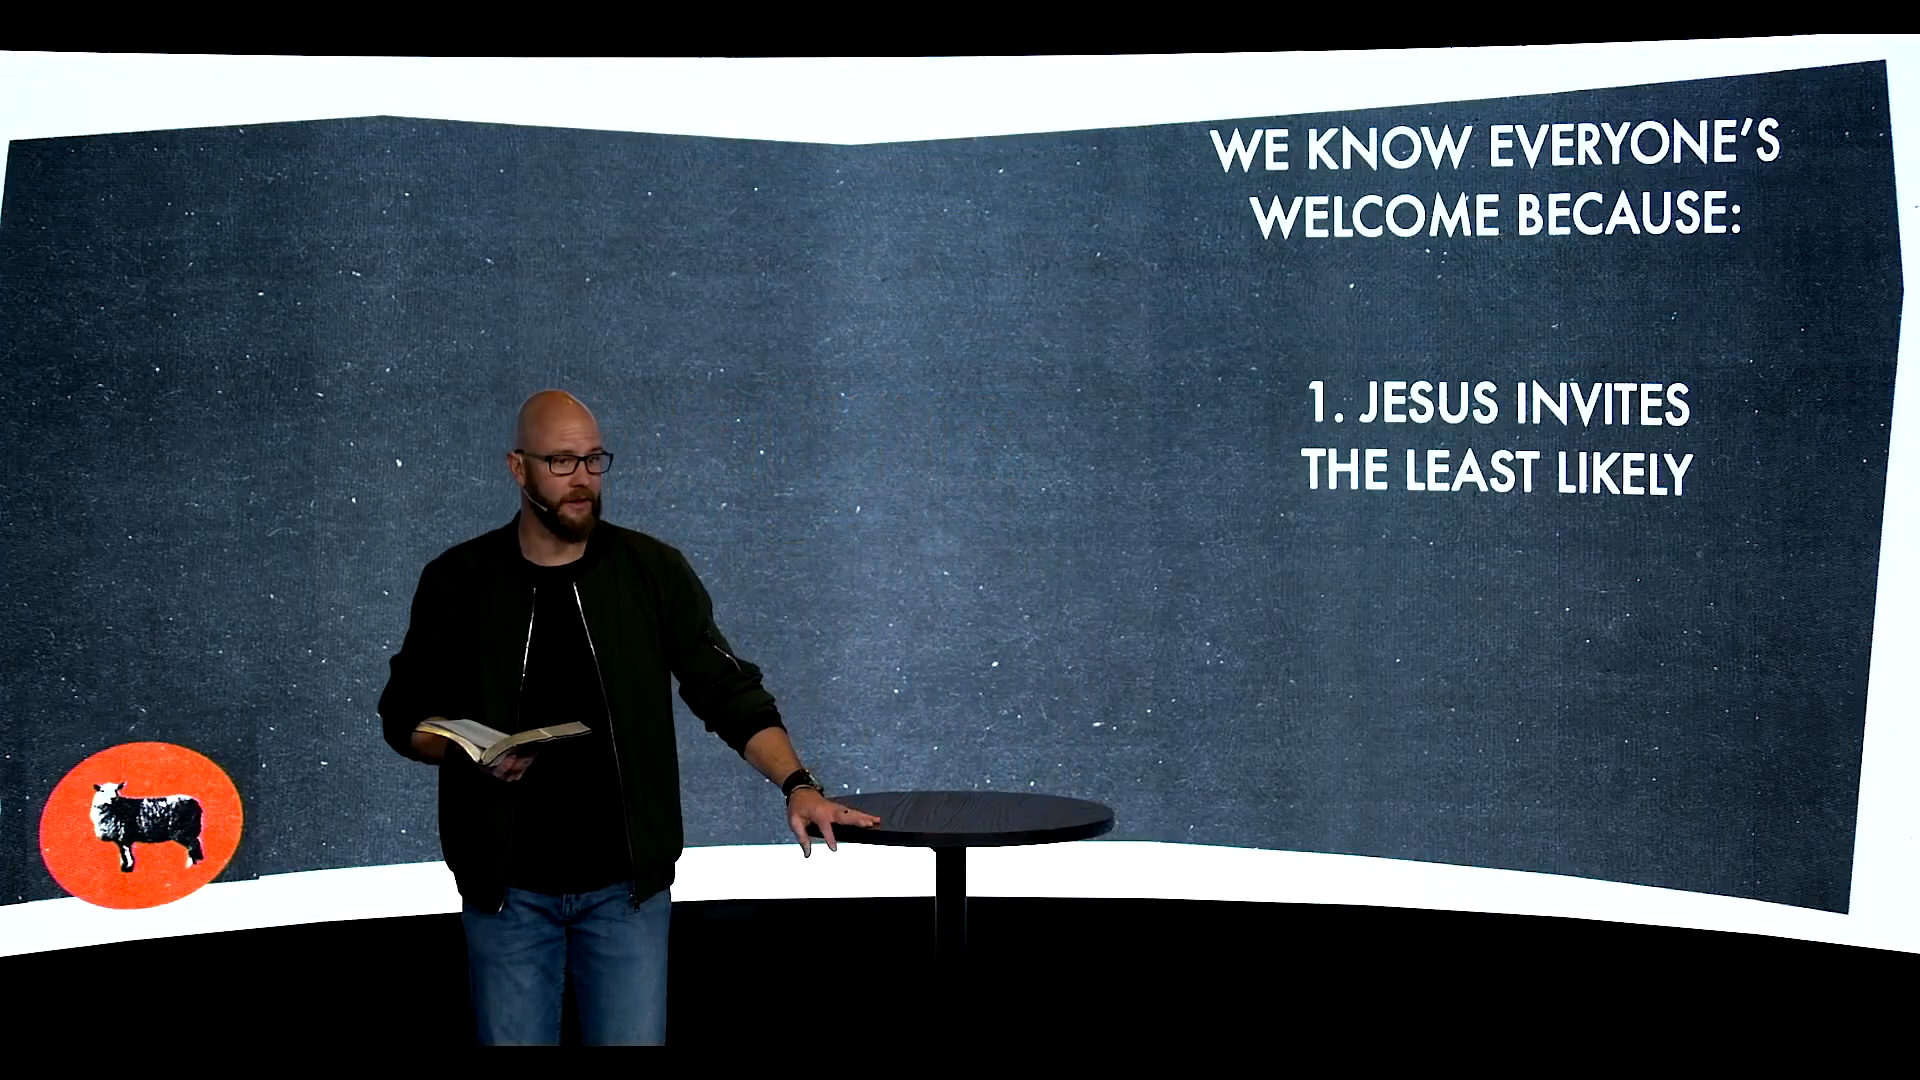 WE KNOW EVERYONE’S
WELCOME BECAUSE:
1. JESUS INVITES
THE LEAST LIKELY